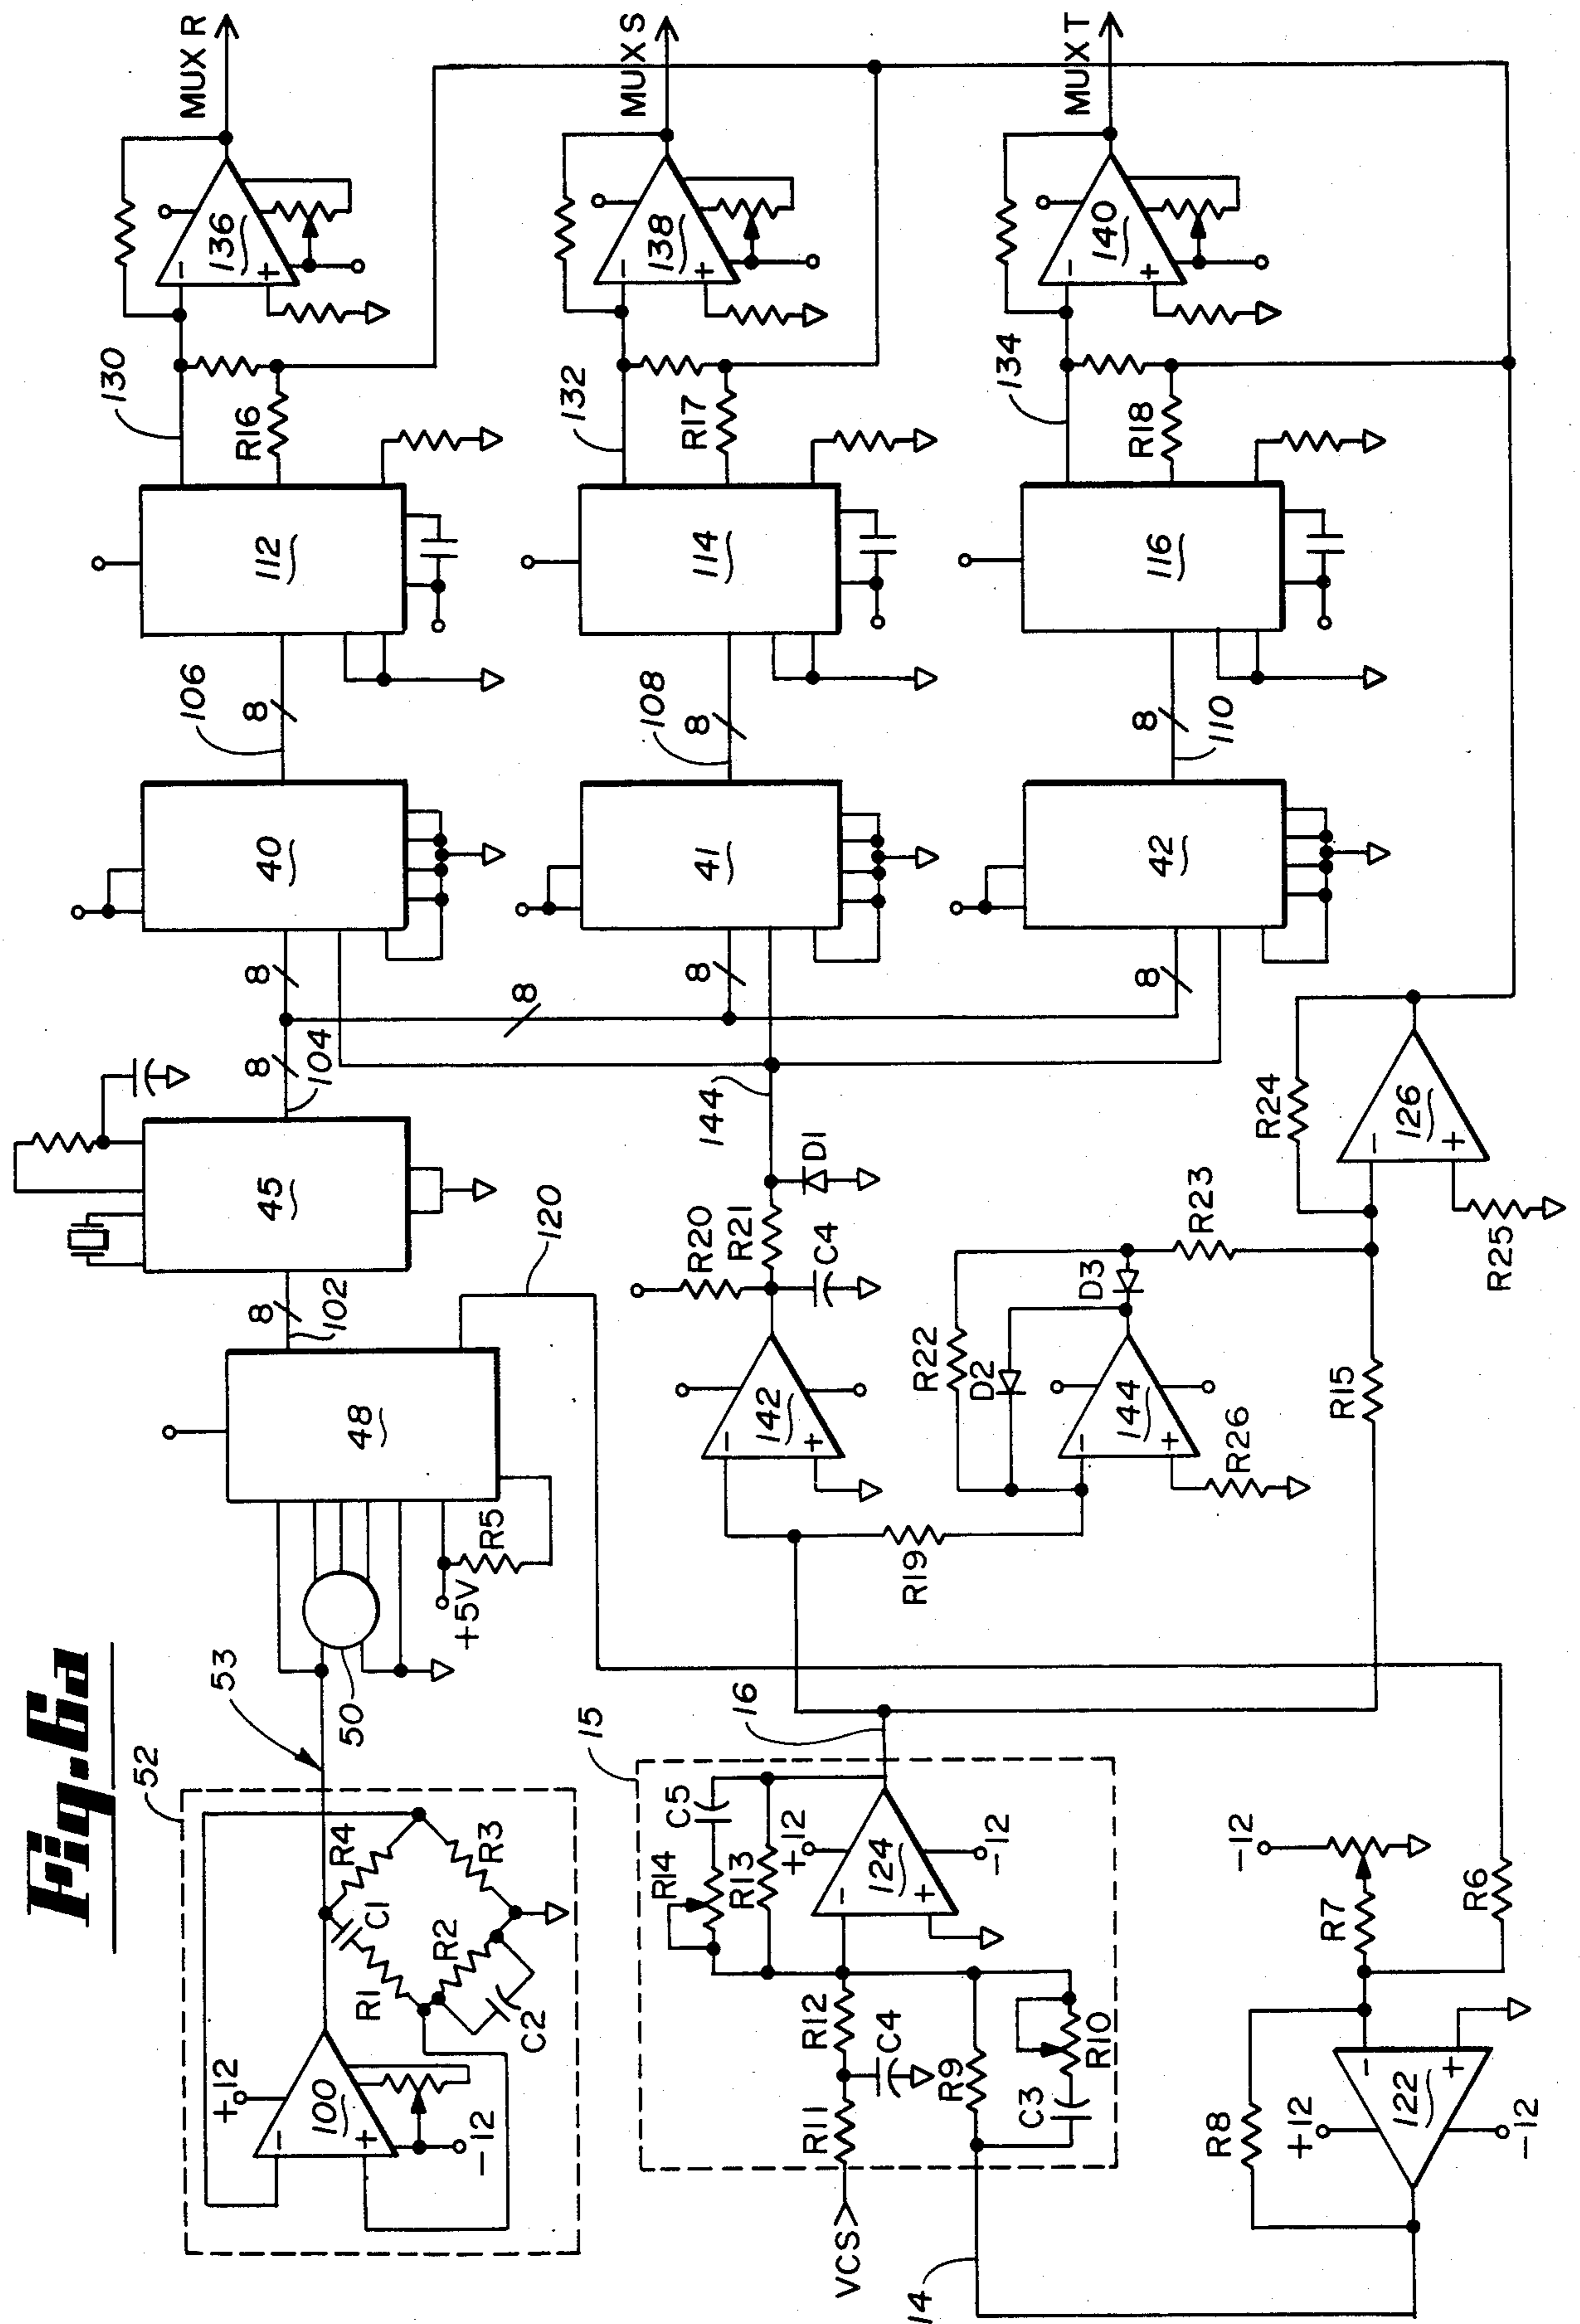 Fig. 6a
52
53
50
100
+12
-12
R1
C1
R4
R2
R3
C2
48
+5V
R5
8
102
120
45
8
104
8
8
8
8
40
41
42
106
8
108
8
110
8
112
114
116
130
R16
132
R17
134
R18
136
138
140
MUX R
MUX S
MUX T
-
+
-
+
-
+
-
+
15
16
14
VCS>
R11
R12
C4
R9
R10
C3
R14
C5
R13
+12
124
-
+
-12
142
-
+
R20
R21
C4
D1
144
R19
R22
D2
D3
144
-
+
R26
R23
R15
R24
126
-
+
R25
R8
+12
122
-
+
-12
R7
-12
R6